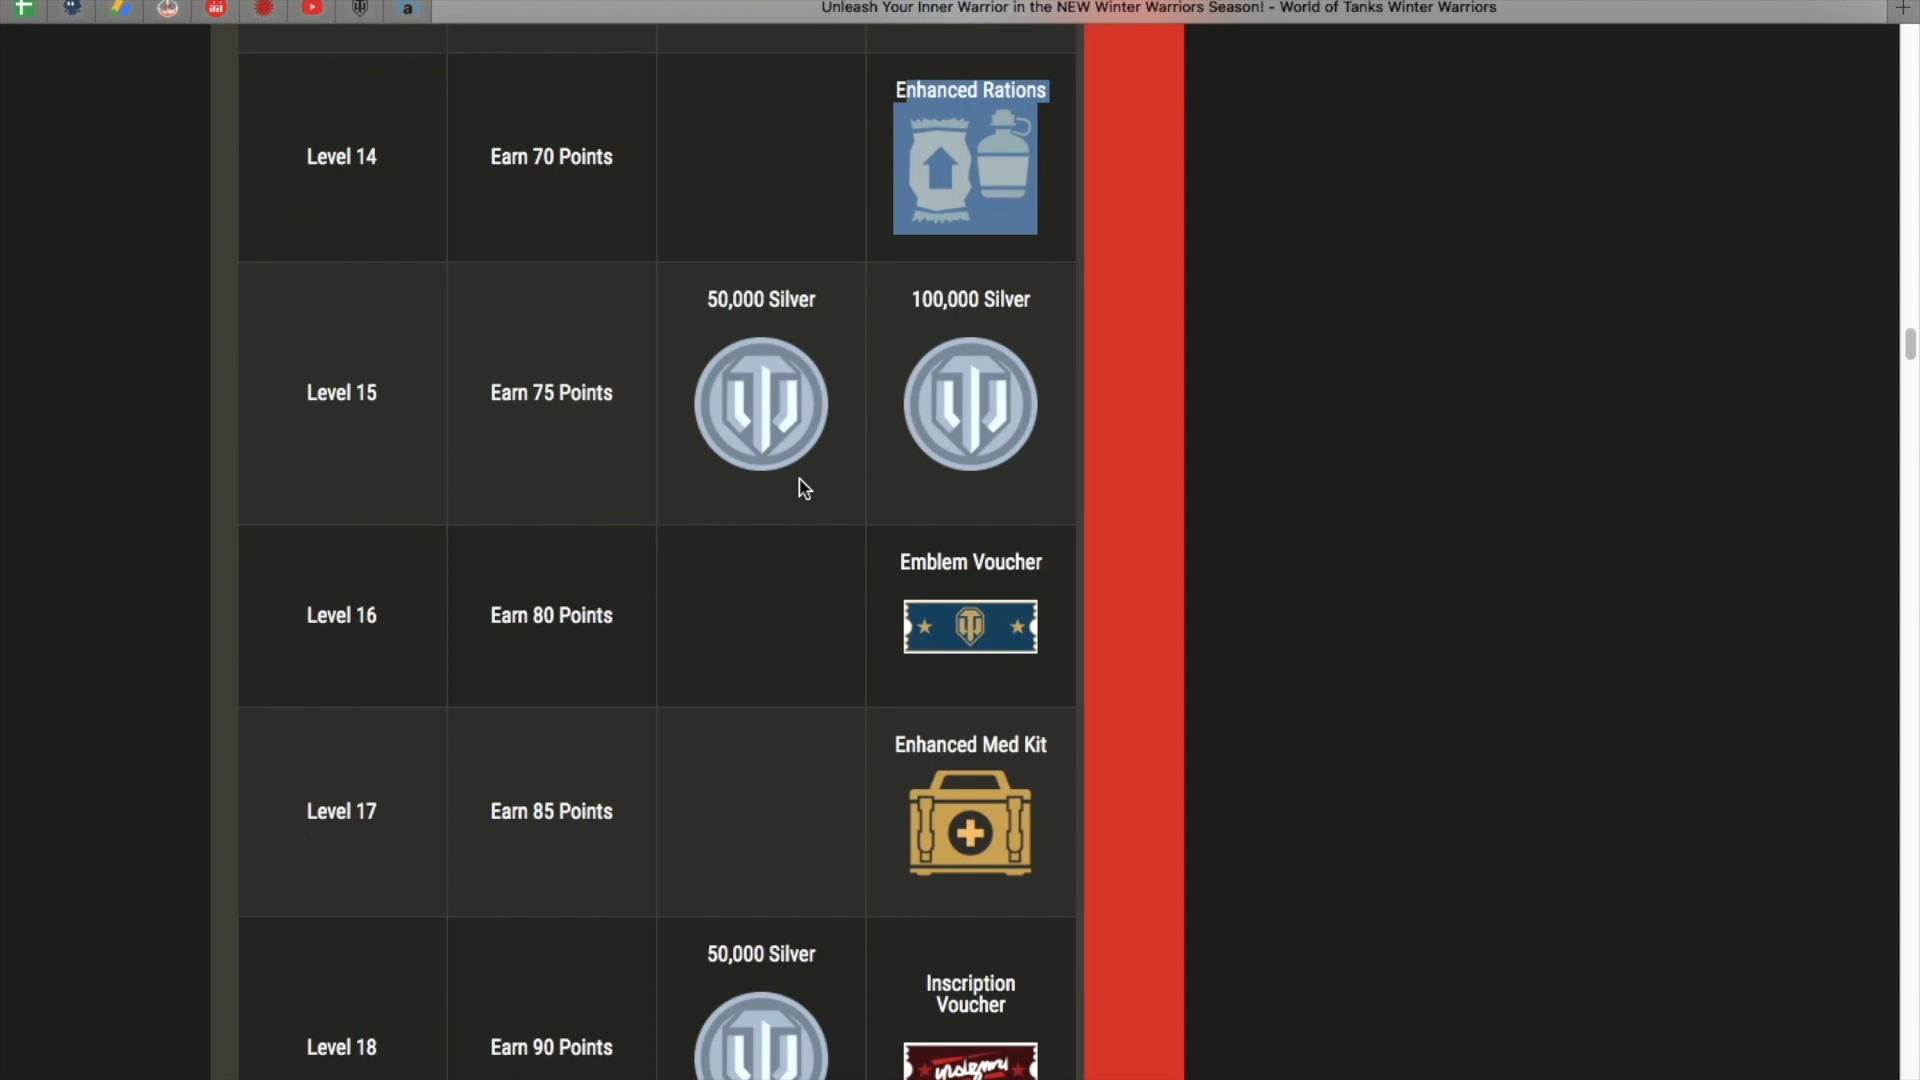 Unleash Your Inner Warrior in the NEW Winter Warriors Season! - World of Tanks Winter Warriors
Enhanced Rations
Level 14
Earn 70 Points
50,000 Silver
100,000 Silver
Level 15
Earn 75 Points
Emblem Voucher
Level 16
Earn 80 Points
Enhanced Med Kit
Level 17
Earn 85 Points
50,000 Silver
Inscription
Voucher
Level 18
Earn 90 Points